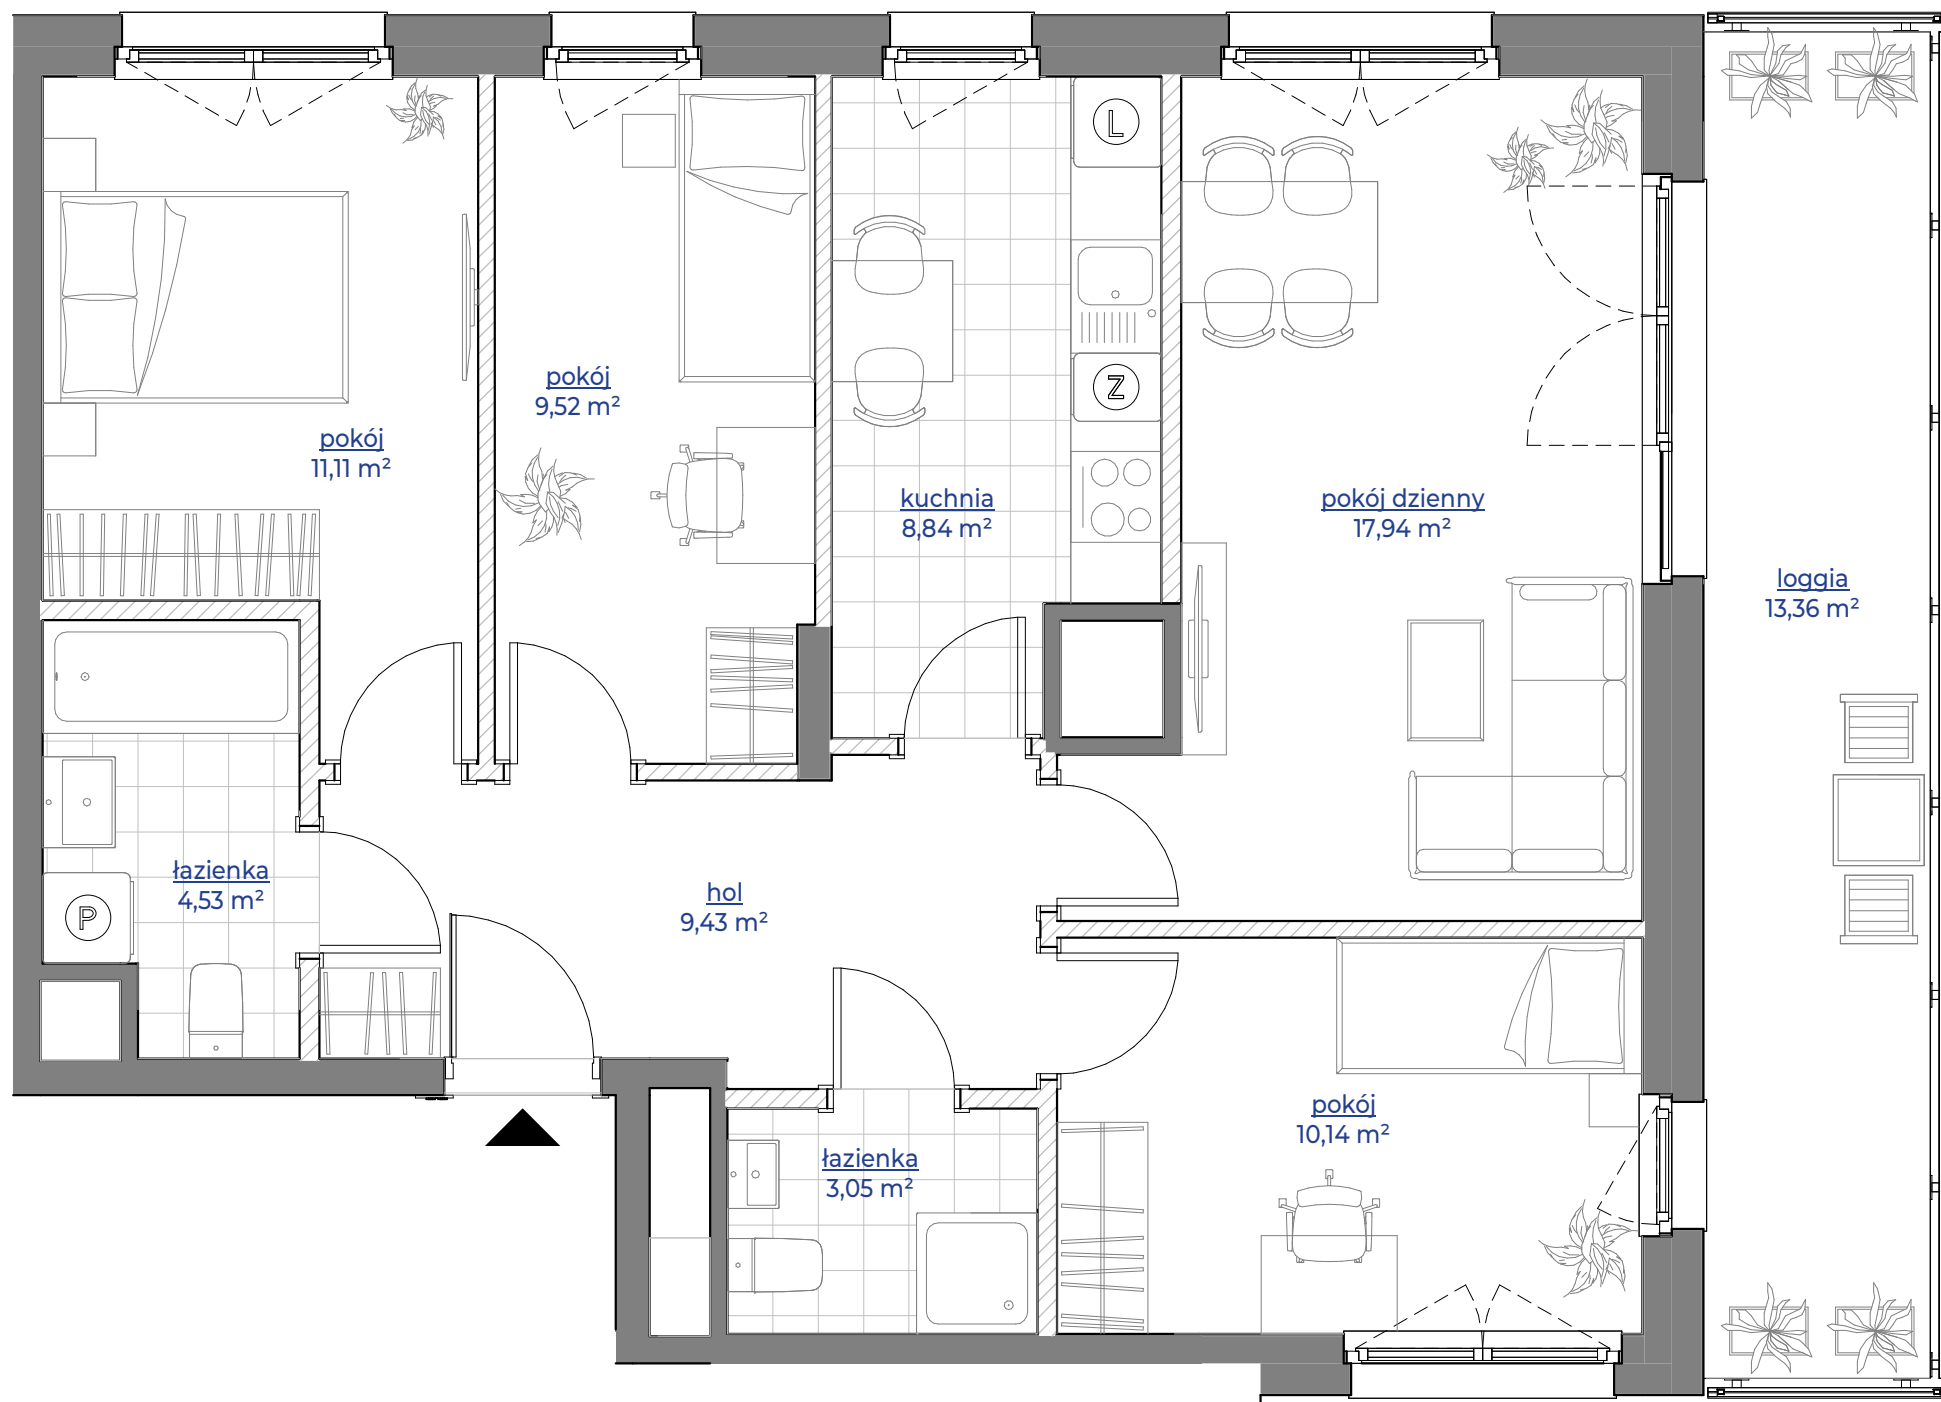 pokój
11,11 m²
pokój
9,52 m²
kuchnia
8,84 m²
L
Z
pokój dzienny
17,94 m²
loggia
13,36 m²
łazienka
4,53 m²
P
hol
9,43 m²
łazienka
3,05 m²
pokój
10,14 m²